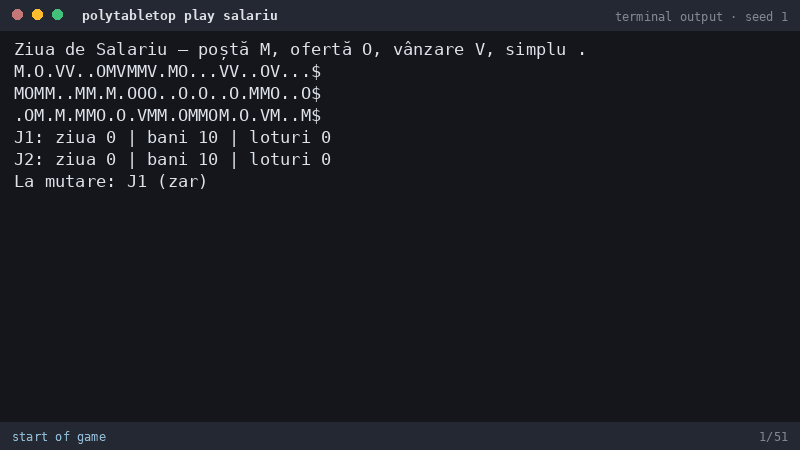 polytabletop play salariu
terminal output · seed 1
Ziua de Salariu — poștă M, ofertă O, vânzare V, simplu .
M.O.VV..OMVMMV.MO...VV..OV...$
MOMM..MM.M.OOO..O.O..O.MMO..O$
.OM.M.MMO.O.VMM.OMMOM.O.VM..M$
J1: ziua 0 | bani 10 | loturi 0
J2: ziua 0 | bani 10 | loturi 0
La mutare: J1 (zar)
start of game
1/51